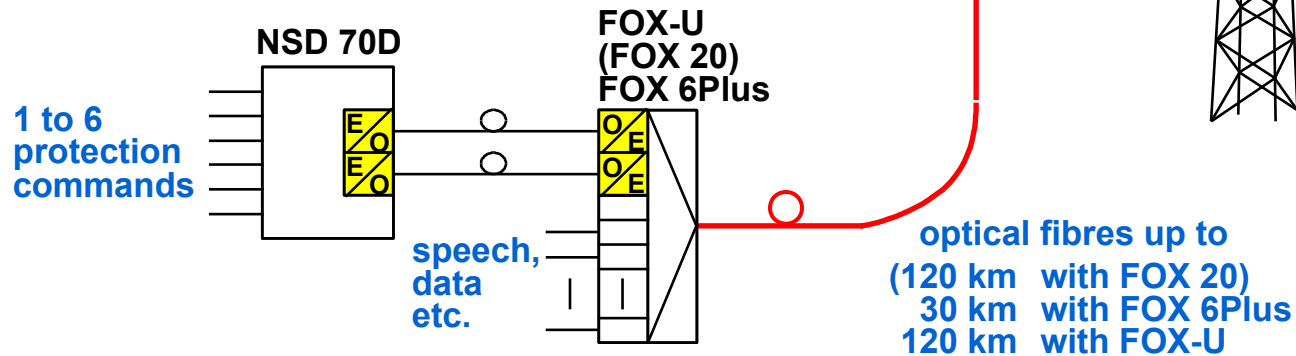 NSD 70D
1 to 6
protection
commands
E/O
E/O
FOX-U
(FOX 20)
FOX 6Plus
O/E
O/E
speech,
data
etc.
optical fibres up to
(120 km with FOX 20)
30 km with FOX 6Plus
120 km with FOX-U